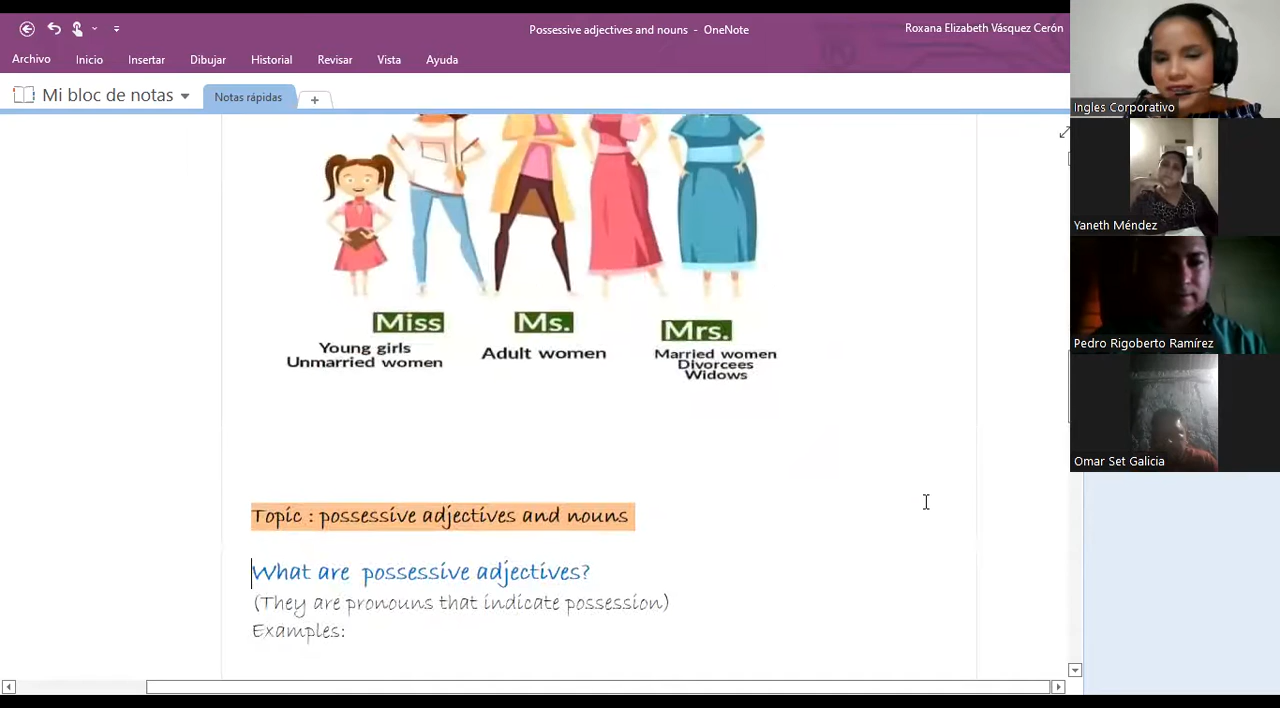 Possessive adjectives and nouns - OneNote
Roxana Elizabeth Vásquez Cerón
Archivo Inicio Insertar Dibujar Historial Revisar Vista Ayuda
Mi bloc de notas Notas rápidas
Ingles Corporativo
Yaneth Méndez
Pedro Rigoberto Ramírez
Omar Set Galicia
Miss
Young girls
Unmarried women
Ms.
Adult women
Mrs.
Married women
Divorcees
Widows
Topic : possessive adjectives and nouns
What are possessive adjectives?
(They are pronouns that indicate possession)
Examples: